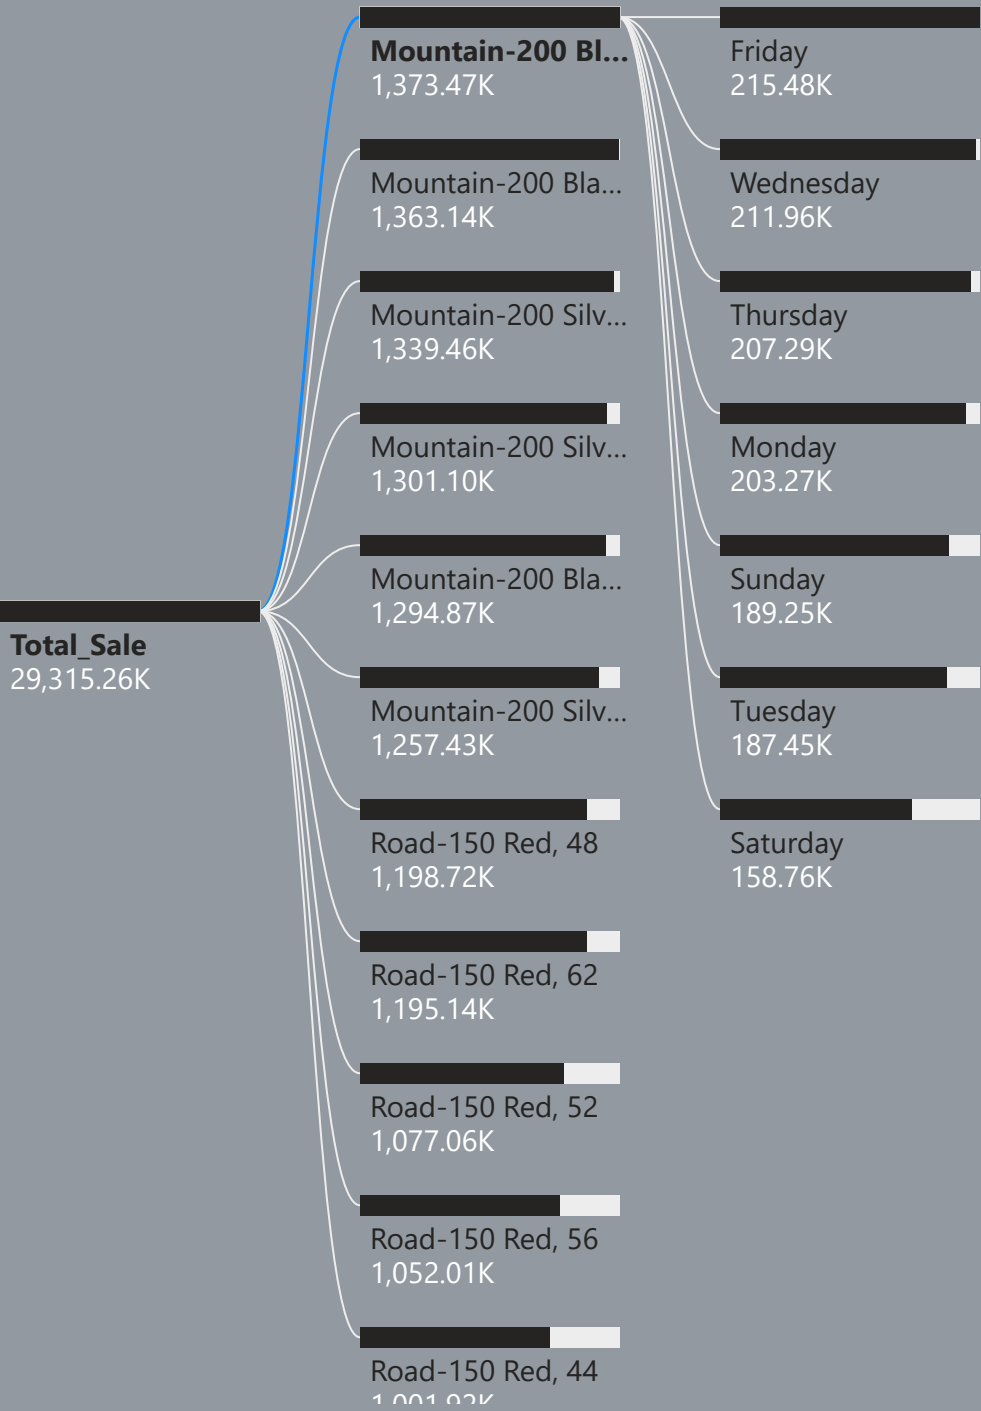 Total_Sale
29,315.26K
Mountain-200 Bl...
1,373.47K
Mountain-200 Bla...
1,363.14K
Mountain-200 Silv...
1,339.46K
Mountain-200 Silv...
1,301.10K
Mountain-200 Bla...
1,294.87K
Mountain-200 Silv...
1,257.43K
Road-150 Red, 48
1,198.72K
Road-150 Red, 62
1,195.14K
Road-150 Red, 52
1,077.06K
Road-150 Red, 56
1,052.01K
Road-150 Red, 44
1,001.92K
Friday
215.48K
Wednesday
211.96K
Thursday
207.29K
Monday
203.27K
Sunday
189.25K
Tuesday
187.45K
Saturday
158.76K